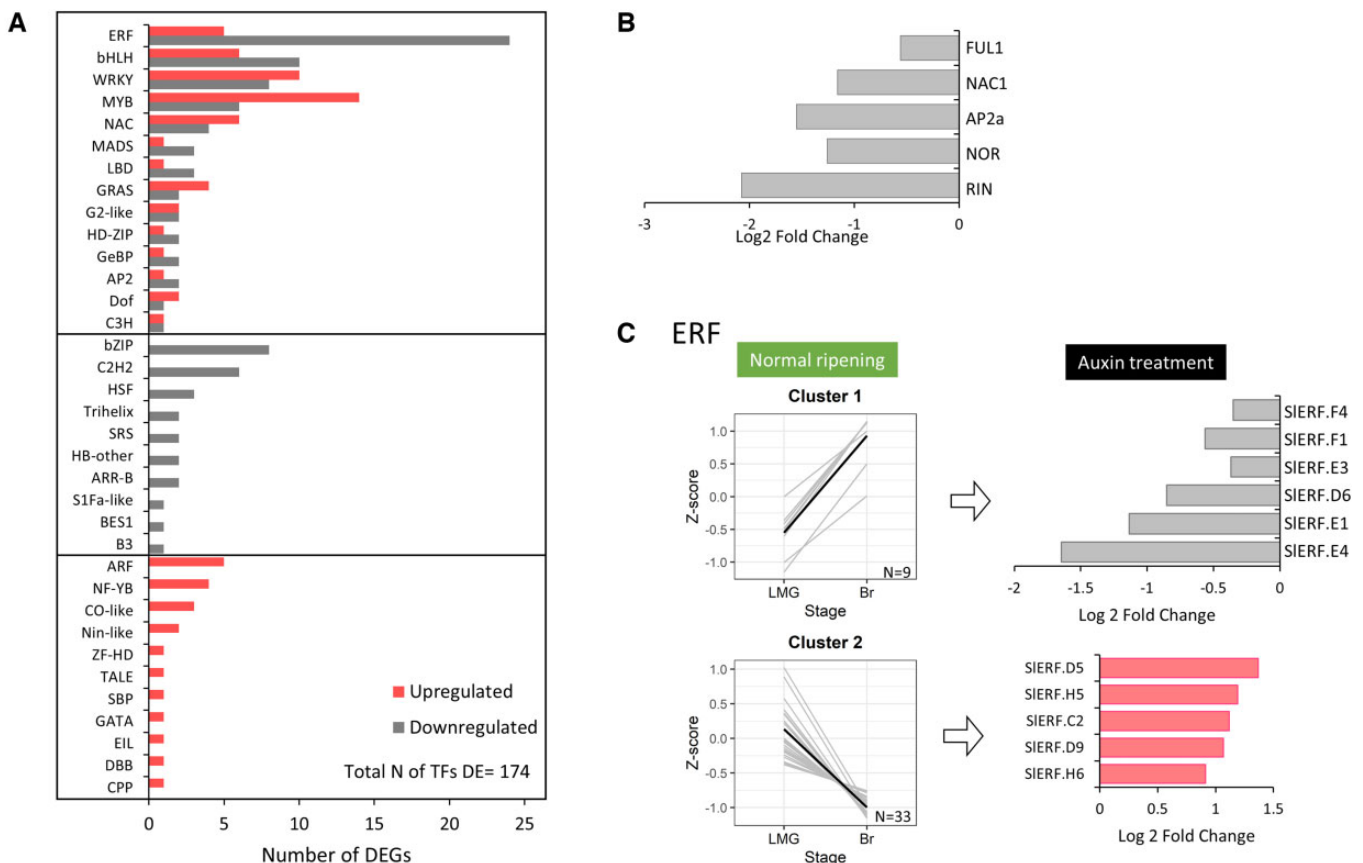 A
ERF
bHLH
WRKY
MYB
NAC
MADS
LBD
GRAS
G2-like
HD-ZIP
GeBP
AP2
Dof
C3H
bZIP
C2H2
HSF
Trihelix
SRS
HB-other
ARR-B
S1Fa-like
BES1
B3
ARF
NF-YB
CO-like
Nin-like
ZF-HD
TALE
SBP
GATA
EIL
DBB
CPP
Upregulated
Downregulated
Total N of TFs DE= 174
0 5 10 15 20 25
Number of DEGs
B
FUL1
NAC1
AP2a
NOR
RIN
-3 -2 -1 0
Log2 Fold Change
C ERF
Normal ripening
Cluster 1
Z-score
1.0
0.5
0.0
-0.5
-1.0
N=9
LMG Br
Stage
Auxin treatment
SlERF.F4
SlERF.F1
SlERF.E3
SlERF.D6
SlERF.E1
SlERF.E4
-2 -1.5 -1 -0.5 0
Log 2 Fold Change
Cluster 2
Z-score
1.0
0.5
0.0
-0.5
-1.0
N=33
LMG Br
Stage
SlERF.D5
SlERF.H5
SlERF.C2
SlERF.D9
SlERF.H6
0 0.5 1 1.5
Log 2 Fold Change